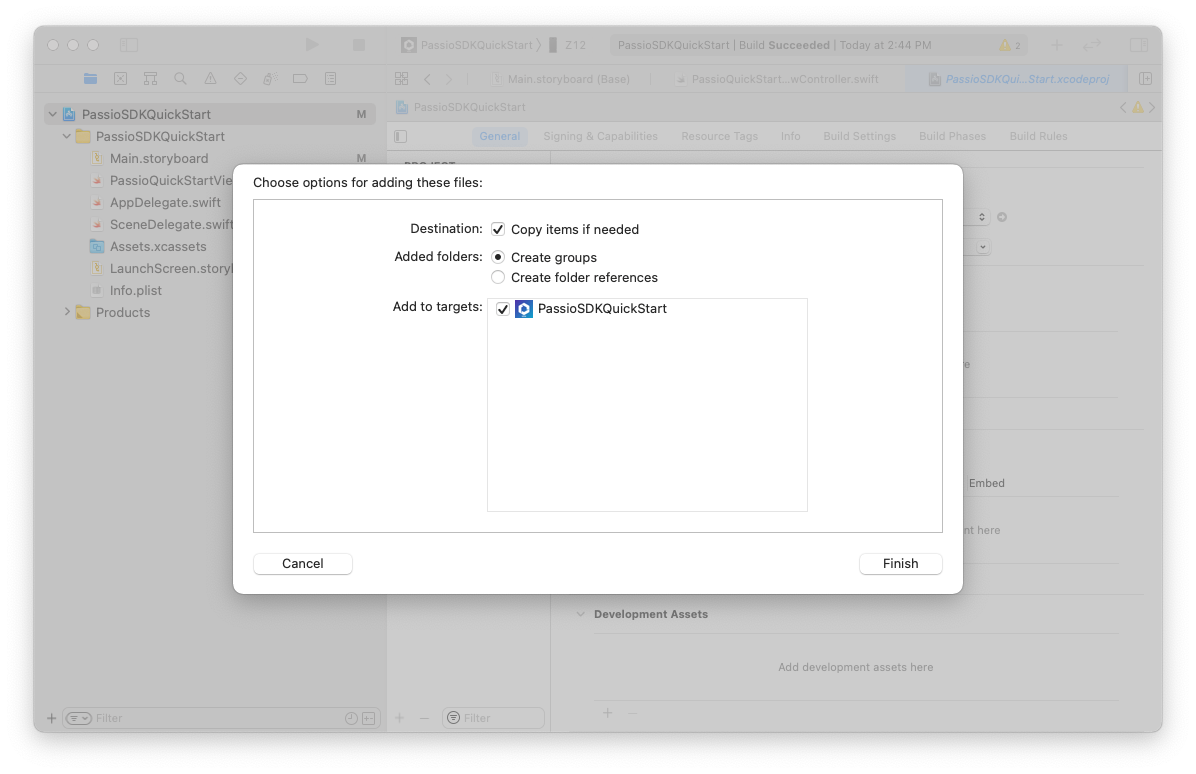 PassioSDKQuickStart
Z12
PassioSDKQuickStart | Build Succeeded | Today at 2:44 PM
2
Main.storyboard (Base)
PassioQuickStart...wController.swift
PassioSDKQui...Start.xcodeproj
PassioSDKQuickStart
M
PassioSDKQuickStart
PassioSDKQuickStart
General
Signing & Capabilities
Resource Tags
Info
Build Settings
Build Phases
Build Rules
Main.storyboard
M
PROJECT
PassioQuickStartVie
AppDelegate.swift
SceneDelegate.swift
Assets.xcassets
LaunchScreen.story
Info.plist
Products
Choose options for adding these files:
Destination:
Copy items if needed
Added folders:
Create groups
Create folder references
Add to targets:
PassioSDKQuickStart
Cancel
Finish
re
Embed
nt here
Development Assets
Add development assets here
Filter
Filter